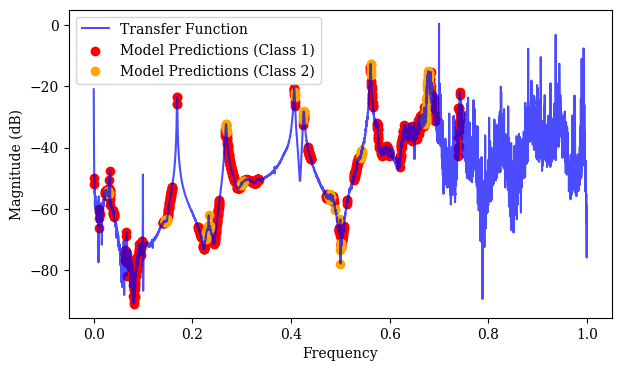 Transfer Function
Model Predictions (Class 1)
Model Predictions (Class 2)
Magnitude (dB)
0
−20
−40
−60
−80
0.0 0.2 0.4 0.6 0.8 1.0
Frequency